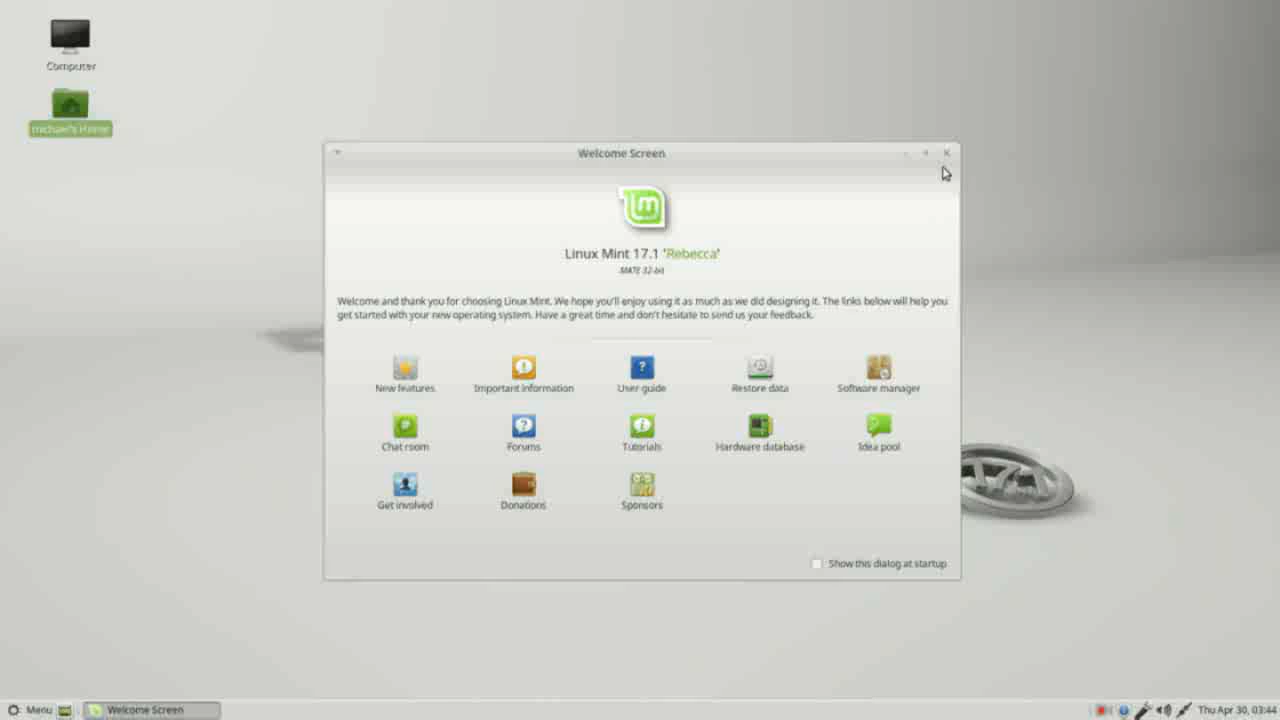 Computer
michael's Home
Welcome Screen
lm
Linux Mint 17.1 'Rebecca'
MATE 32-bit
Welcome and thank you for choosing Linux Mint. We hope you'll enjoy using it as much as we did designing it. The links below will help you
get started with your new operating system. Have a great time and don't hesitate to send us your feedback.
New features
Important information
User guide
Restore data
Software manager
Chat room
Forums
Tutorials
Hardware database
Idea pool
Get involved
Donations
Sponsors
17.1
Show this dialog at startup
Menu
Welcome Screen
Thu Apr 30, 03:44